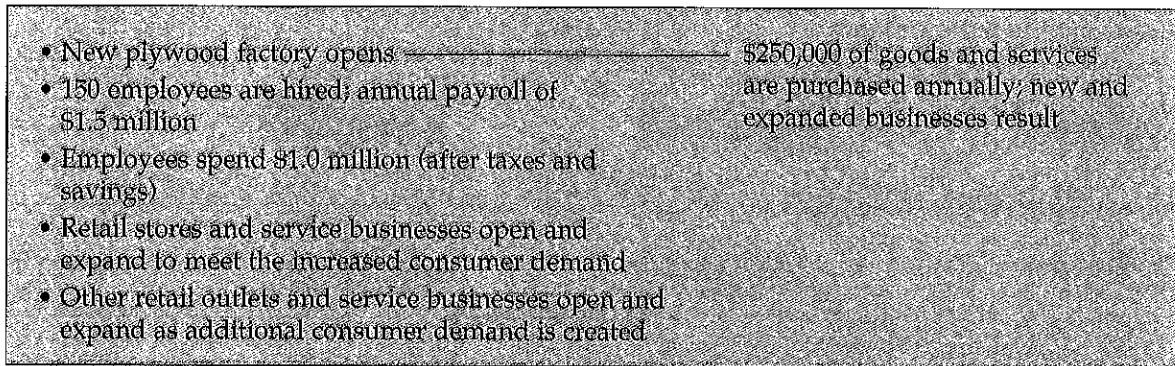 • New plywood factory opens
$250,000 of goods and services
are purchased annually; new and
expanded businesses result
• 150 employees are hired; annual payroll of
$1.5 million
• Employees spend $1.0 million (after taxes and
savings)
• Retail stores and service businesses open and
expand to meet the increased consumer demand
• Other retail outlets and service businesses open and
expand as additional consumer demand is created